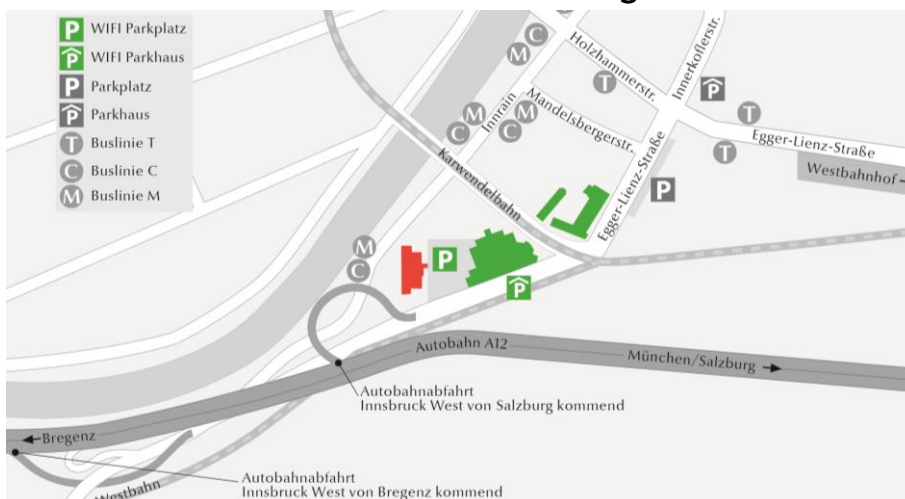 P WIFI Parkplatz
P WIFI Parkhaus
P Parkplatz
P Parkhaus
T Buslinie T
C Buslinie C
M Buslinie M
C
M
Holzhammerstr.
T
Innerkoflerstr.
P
T
T
Egger-Lienz-Straße
Westbahnhof
M
C
Innrain
M
C
Mandelsbergerstr.
Karwendelbahn
Egger-Lienz-Straße
P
M
C
P
P
Autobahn A12
München/Salzburg
Autobahnabfahrt
Innsbruck West von Salzburg kommend
Bregenz
Autobahnabfahrt
Innsbruck West von Bregenz kommend
Westbahn